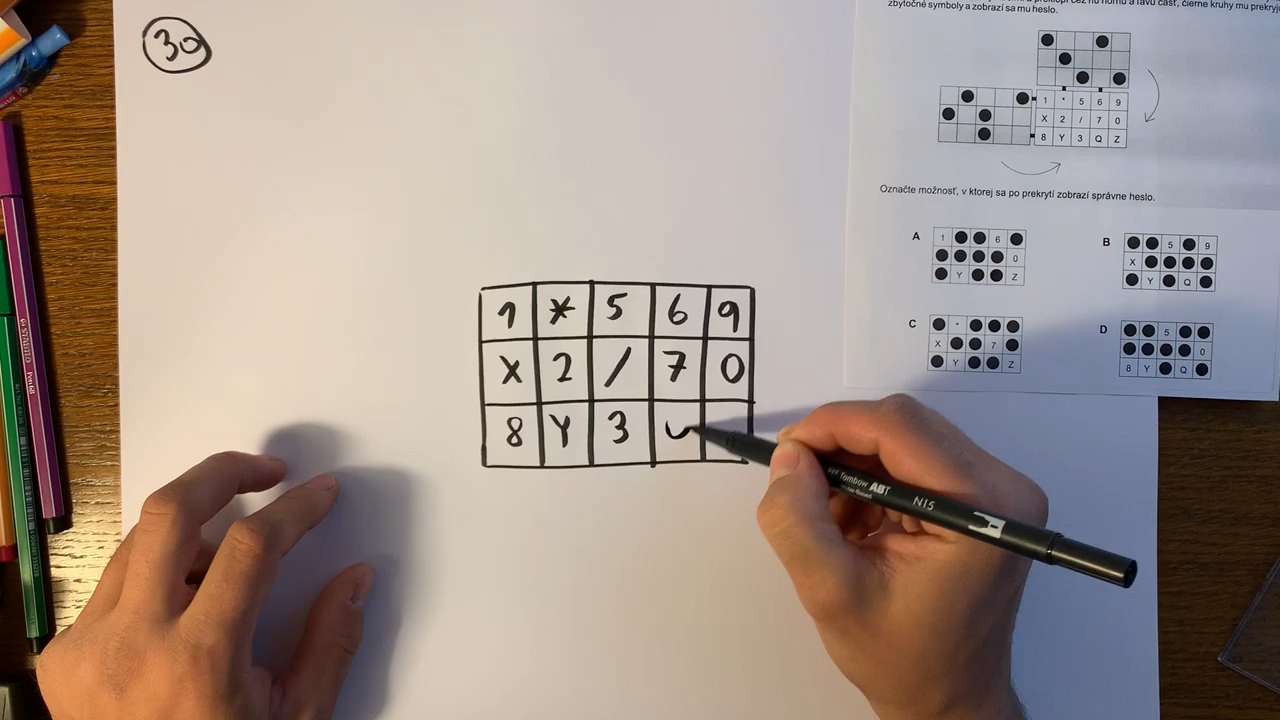 30
zbytočné symboly a zobrazí sa mu heslo.
1 * 5 6 9
X 2 / 7 0
8 Y 3 Q Z
Označte možnosť, v ktorej sa po prekrytí zobrazí správne heslo.
A
1 6
0
Y Z
B
5 9
X
Y Q
C
*
X 7
Y Z
D
5
0
8 Y Q
1 * 5 6 9
X 2 / 7 0
8 Y 3
Tombow ABT N15